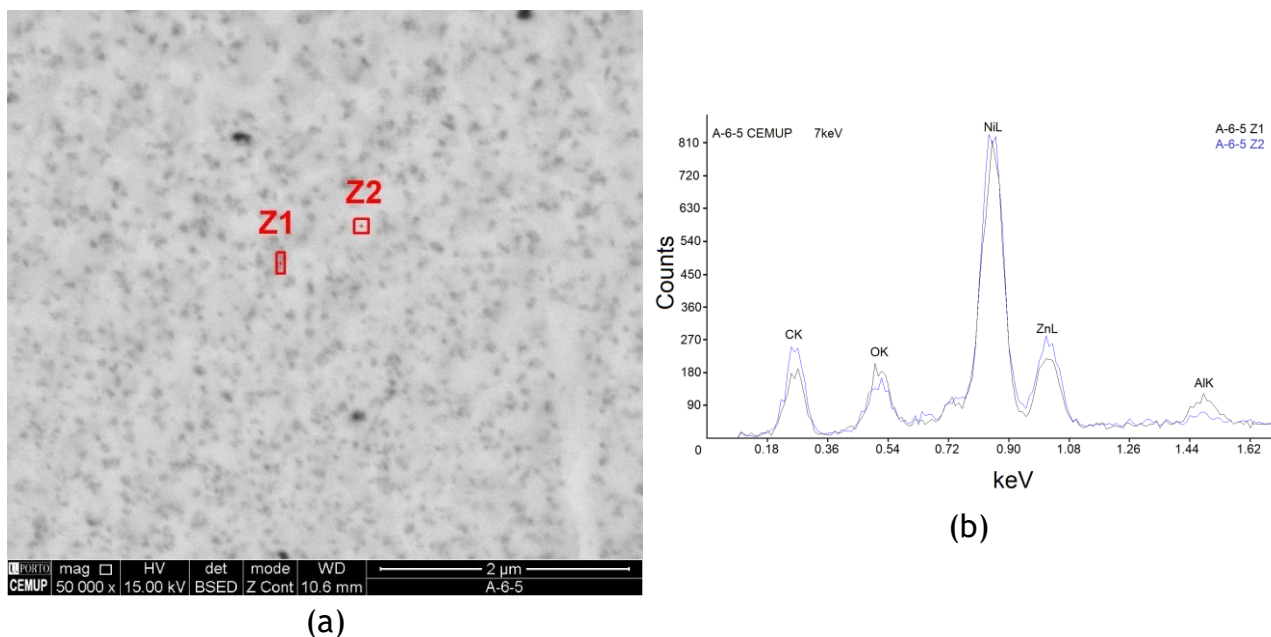 Z1
Z2
U.PORTO
CEMUP
mag
50 000 x
HV
15.00 kV
det
BSED
mode
Z Cont
WD
10.6 mm
2 µm
A-6-5
(a)
A-6-5 CEMUP 7keV
A-6-5 Z1
A-6-5 Z2
NiL
CK
OK
ZnL
AlK
Counts
810
720
630
540
450
360
270
180
90
0
0.18 0.36 0.54 0.72 0.90 1.08 1.26 1.44 1.62
keV
(b)